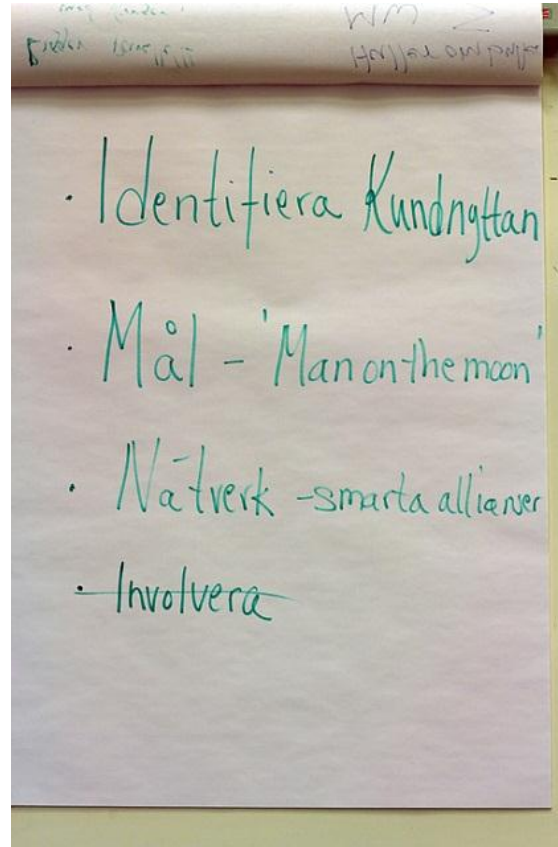 · Identifiera Kundnyttan
· Mål - 'Man on the moon'
· Nätverk - smarta allianser
· Involvera